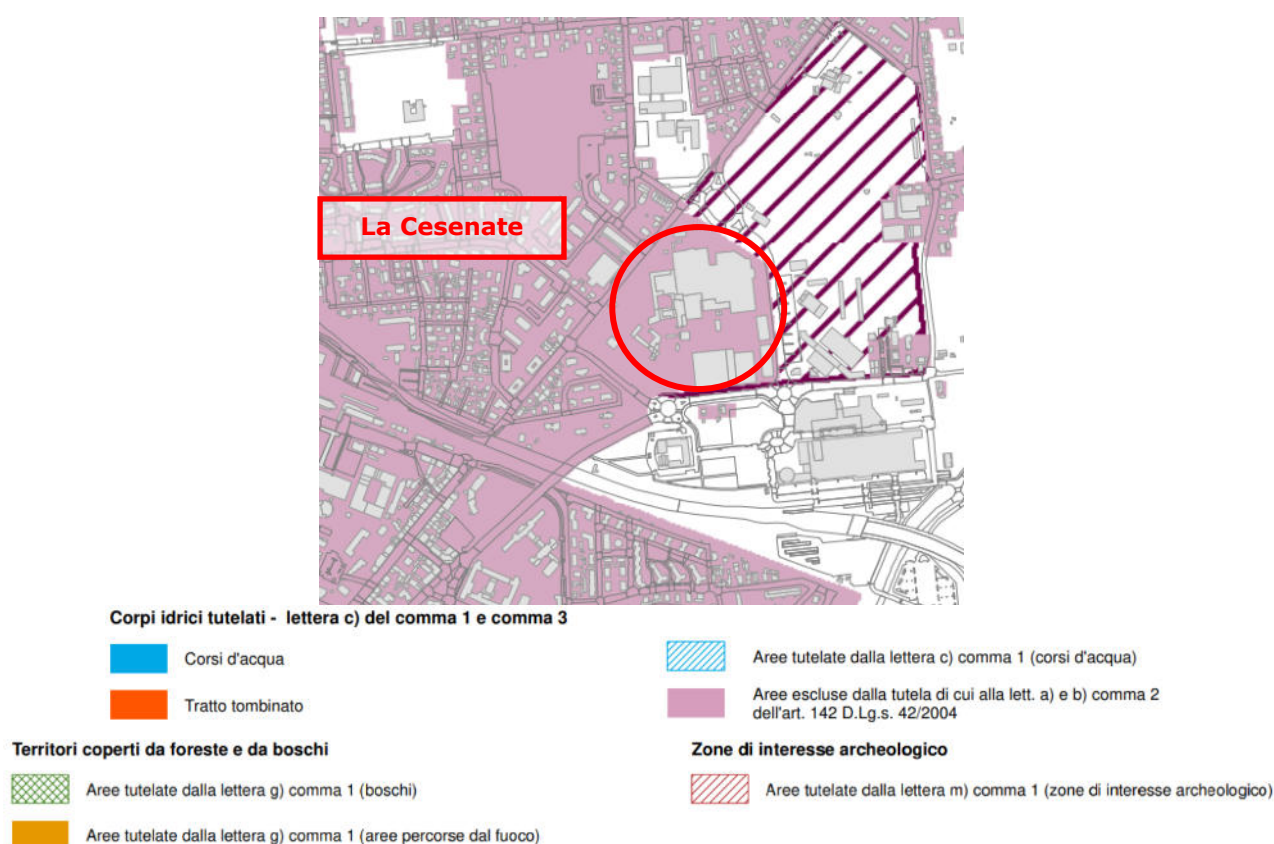 La Cesenate
Corpi idrici tutelati - lettera c) del comma 1 e comma 3
Corsi d'acqua
Tratto tombinato
Aree tutelate dalla lettera c) comma 1 (corsi d'acqua)
Aree escluse dalla tutela di cui alla lett. a) e b) comma 2
dell'art. 142 D.Lg.s. 42/2004
Territori coperti da foreste e da boschi
Aree tutelate dalla lettera g) comma 1 (boschi)
Aree tutelate dalla lettera g) comma 1 (aree percorse dal fuoco)
Zone di interesse archeologico
Aree tutelate dalla lettera m) comma 1 (zone di interesse archeologico)